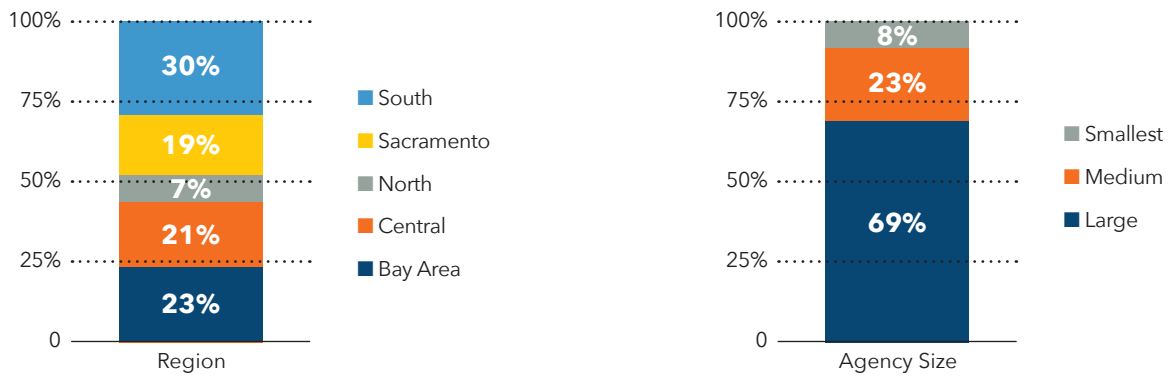 100%
75%
50%
25%
0
30%
19%
7%
21%
23%
Region
South
Sacramento
North
Central
Bay Area
100%
75%
50%
25%
0
8%
23%
69%
Agency Size
Smallest
Medium
Large